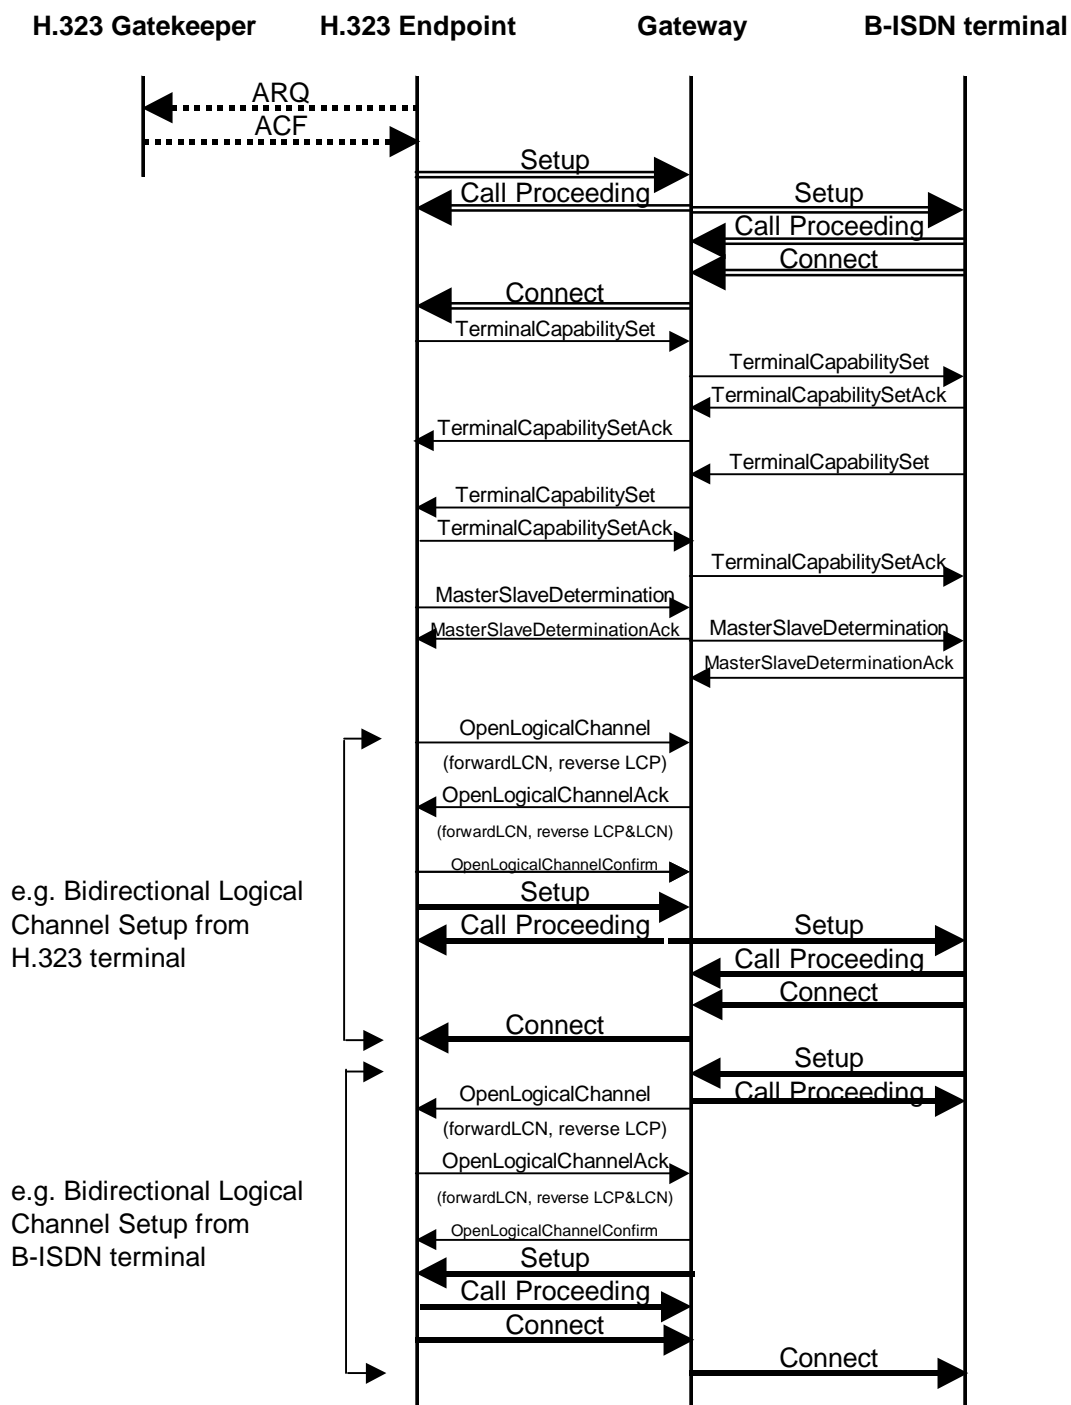 H.323 Gatekeeper H.323 Endpoint Gateway B-ISDN terminal
ARQ
ACF
Setup
Call Proceeding Setup
Call Proceeding
Connect
Connect
TerminalCapabilitySet
TerminalCapabilitySet
TerminalCapabilitySetAck
TerminalCapabilitySetAck
TerminalCapabilitySet
TerminalCapabilitySet
TerminalCapabilitySetAck
TerminalCapabilitySetAck
MasterSlaveDetermination
MasterSlaveDeterminationAck MasterSlaveDetermination
MasterSlaveDeterminationAck
OpenLogicalChannel
(forwardLCN, reverse LCP)
OpenLogicalChannelAck
(forwardLCN, reverse LCP&LCN)
OpenLogicalChannelConfirm
e.g. Bidirectional Logical
Channel Setup from
H.323 terminal
Setup
Call Proceeding Setup
Call Proceeding
Connect
Connect
Setup
Call Proceeding
OpenLogicalChannel
(forwardLCN, reverse LCP)
OpenLogicalChannelAck
(forwardLCN, reverse LCP&LCN)
OpenLogicalChannelConfirm
e.g. Bidirectional Logical
Channel Setup from
B-ISDN terminal
Setup
Call Proceeding
Connect
Connect